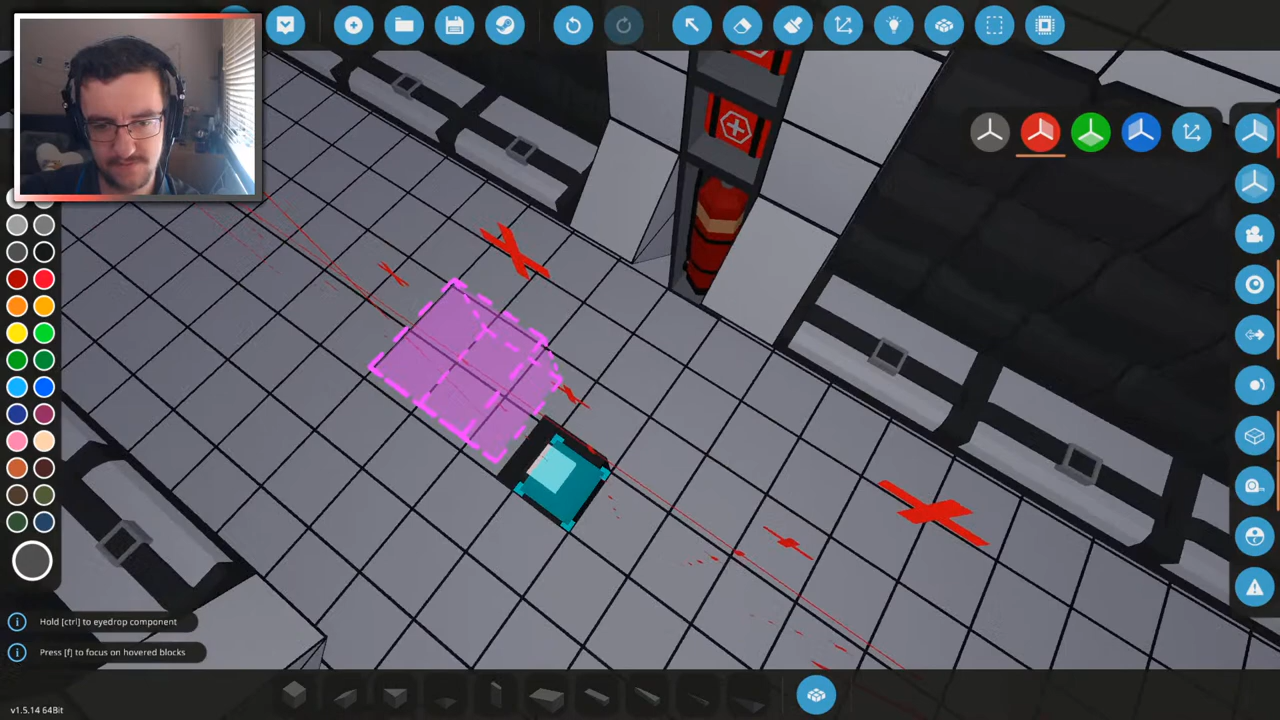 Hold [ctrl] to eyedrop component
Press [f] to focus on hovered blocks
v1.5.14 64Bit